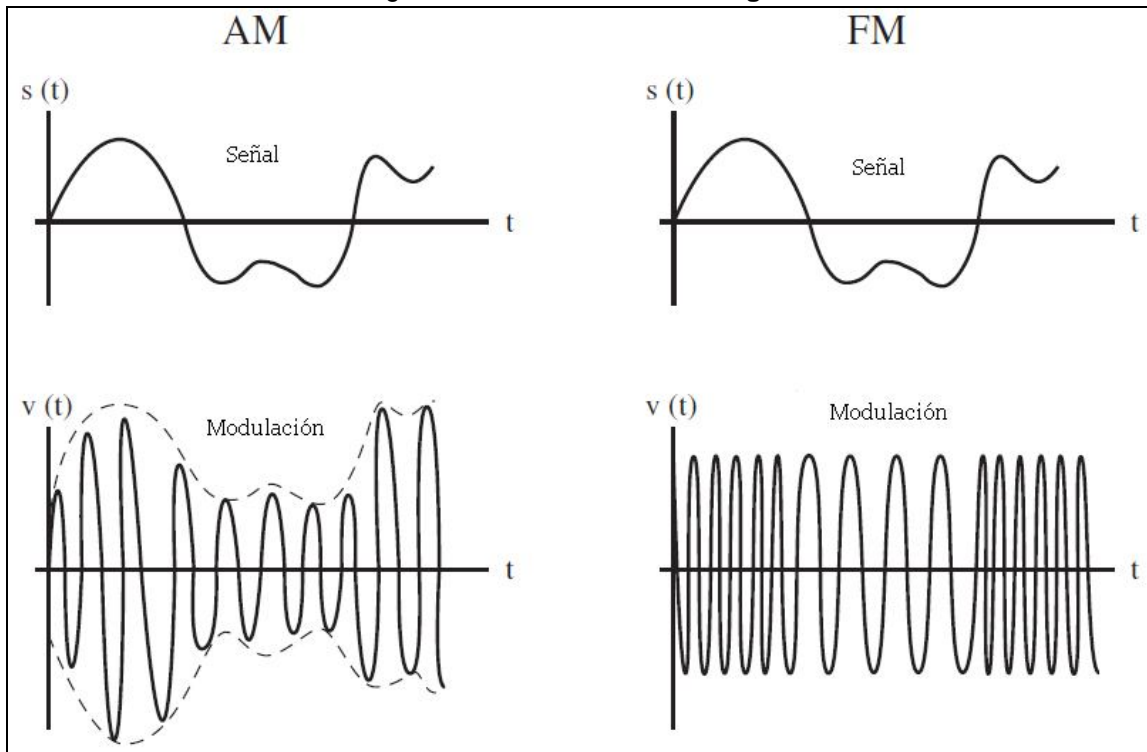 AM
FM
s (t)
s (t)
Señal
Señal
t
t
v (t)
v (t)
Modulación
Modulación
t
t